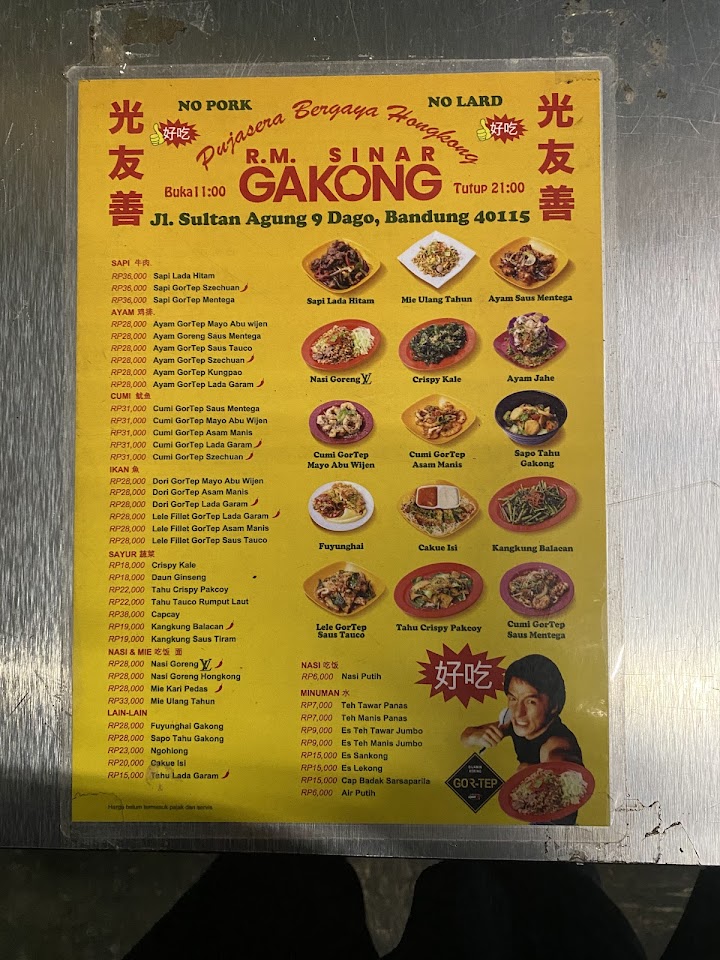 NO PORK
NO LARD
光友善
好吃
Pujasera Bergaya Hongkong
好吃
光友善
R.M. SINAR
GAKONG
Buka11:00
Tutup 21:00
Jl. Sultan Agung 9 Dago, Bandung 40115
SAPI 牛肉.
RP36,000 Sapi Lada Hitam
RP36,000 Sapi GorTep Szechuan
RP36,000 Sapi GorTep Mentega
AYAM 鸡排.
RP28,000 Ayam GorTep Mayo Abu wijen
RP28,000 Ayam Goreng Saus Mentega
RP28,000 Ayam GorTep Saus Tauco
RP28,000 Ayam GorTep Szechuan
RP28,000 Ayam GorTep Kungpao
RP28,000 Ayam GorTep Lada Garam
CUMI 鱿鱼
RP31,000 Cumi GorTep Saus Mentega
RP31,000 Cumi GorTep Mayo Abu Wijen
RP31,000 Cumi GorTep Asam Manis
RP31,000 Cumi GorTep Lada Garam
RP31,000 Cumi GorTep Szechuan
IKAN 魚
RP28,000 Dori GorTep Mayo Abu Wijen
RP28,000 Dori GorTep Asam Manis
RP28,000 Dori GorTep Lada Garam
RP28,000 Lele Fillet GorTep Lada Garam
RP28,000 Lele Fillet GorTep Asam Manis
RP28,000 Lele Fillet GorTep Saus Tauco
SAYUR 蔬菜
RP18,000 Crispy Kale
RP18,000 Daun Ginseng
RP22,000 Tahu Crispy Pakcoy
RP22,000 Tahu Tauco Rumput Laut
RP38,000 Capcay
RP19,000 Kangkung Balacan
RP19,000 Kangkung Saus Tiram
NASI & MIE 吃饭 面
RP28,000 Nasi Goreng LV
RP28,000 Nasi Goreng Hongkong
RP28,000 Mie Kari Pedas
RP33,000 Mie Ulang Tahun
LAIN-LAIN
RP28,000 Fuyunghai Gakong
RP28,000 Sapo Tahu Gakong
RP23,000 Ngohiong
RP20,000 Cakue Isi
RP15,000 Tahu Lada Garam
Harga belum termasuk pajak dan servis
Sapi Lada Hitam
Mie Ulang Tahun
Ayam Saus Mentega
Nasi Goreng LV
Crispy Kale
Ayam Jahe
Cumi GorTep
Mayo Abu Wijen
Cumi GorTep
Asam Manis
Sapo Tahu
Gakong
Fuyunghai
Cakue Isi
Kangkung Balacan
Lele GorTep
Saus Tauco
Tahu Crispy Pakcoy
Cumi GorTep
Saus Mentega
NASI 吃饭
RP6,000 Nasi Putih
MINUMAN 水
RP7,000 Teh Tawar Panas
RP7,000 Teh Manis Panas
RP9,000 Es Teh Tawar Jumbo
RP9,000 Es Teh Manis Jumbo
RP15,000 Es Sankong
RP15,000 Es Lekong
RP15,000 Cap Badak Sarsaparila
RP6,000 Air Putih
好吃
GOR-TEP